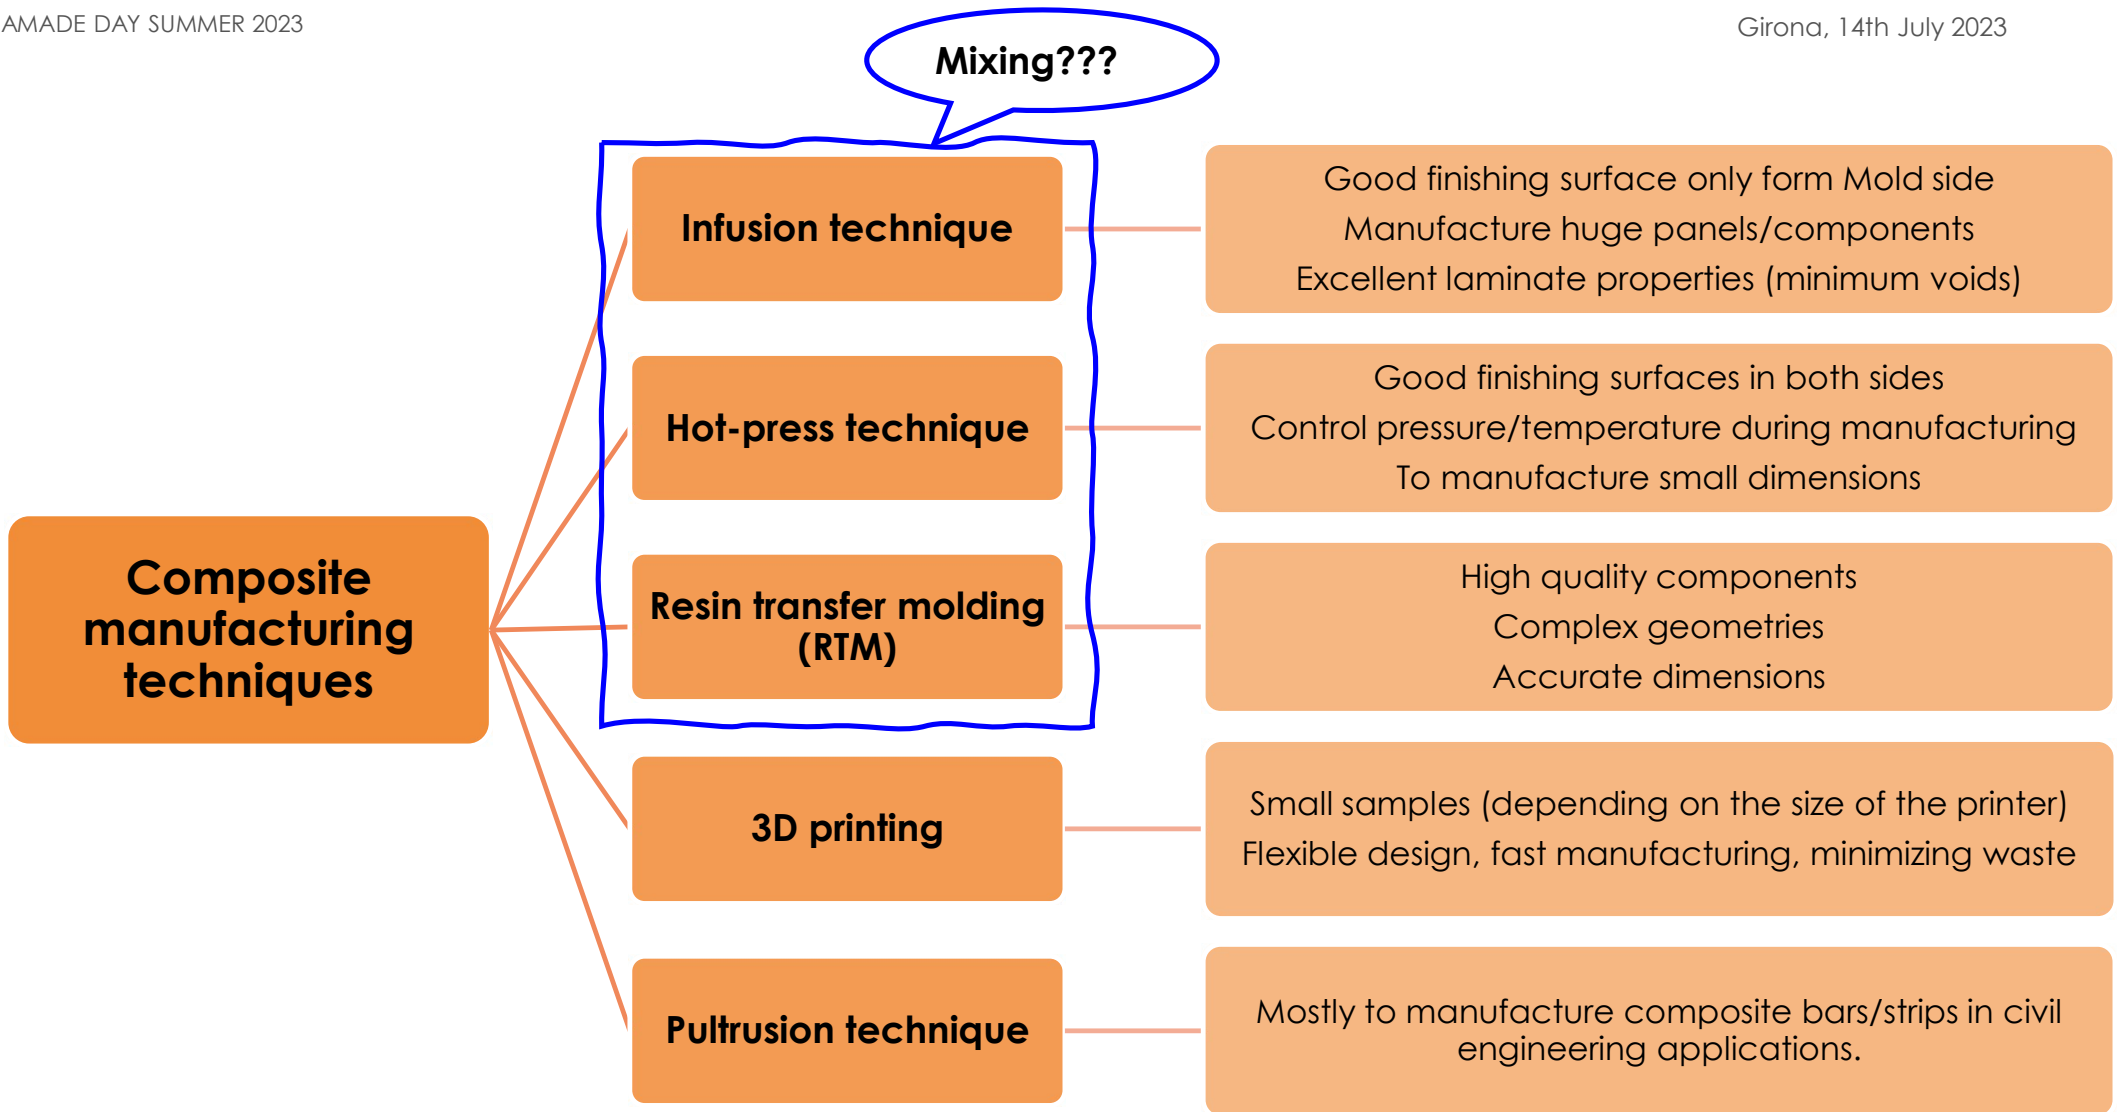 AMADE DAY SUMMER 2023
Girona, 14th July 2023
Mixing???
Infusion technique
Good finishing surface only form Mold side
Manufacture huge panels/components
Excellent laminate properties (minimum voids)
Hot-press technique
Good finishing surfaces in both sides
Control pressure/temperature during manufacturing
To manufacture small dimensions
Composite
manufacturing
techniques
Resin transfer molding
(RTM)
High quality components
Complex geometries
Accurate dimensions
3D printing
Small samples (depending on the size of the printer)
Flexible design, fast manufacturing, minimizing waste
Pultrusion technique
Mostly to manufacture composite bars/strips in civil
engineering applications.